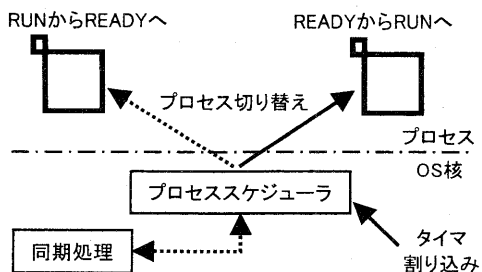 RUNからREADYへ
READYからRUNへ
プロセス切り替え
プロセス
OS核
プロセススケジューラ
同期処理
タイマ
割り込み